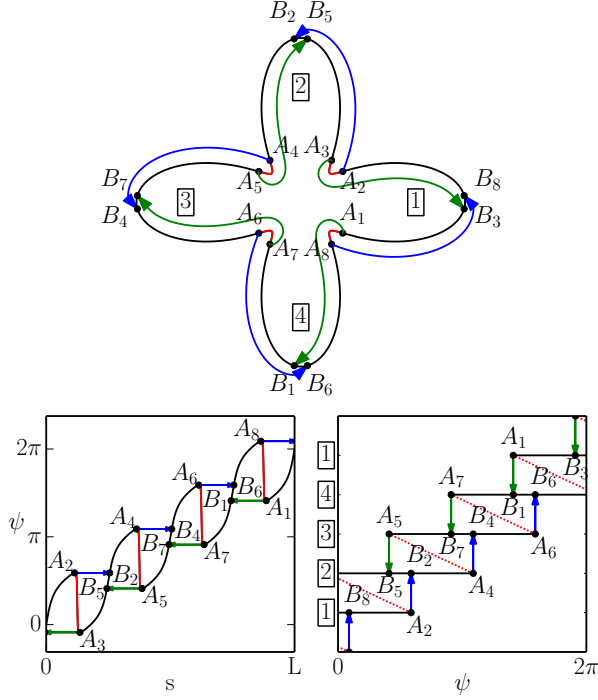 B₂ B₅
2
A₄ A₃
B₇ A₅ A₂ B₈
3 1
B₄ A₆ A₁ B₃
A₇ A₈
4
B₁ B₆
A₈
2π
A₆
B₁ B₆ A₁
ψ π
A₄
B₇ B₄ A₇
A₂
B₅ B₂ A₅
0
A₃
0 L
s
1 A₁
B₃
4 A₇ B₆
B₁
3 A₅ B₄
B₇ A₆
2 B₂
B₅ A₄
1 B₈
A₂
0 2π
ψ